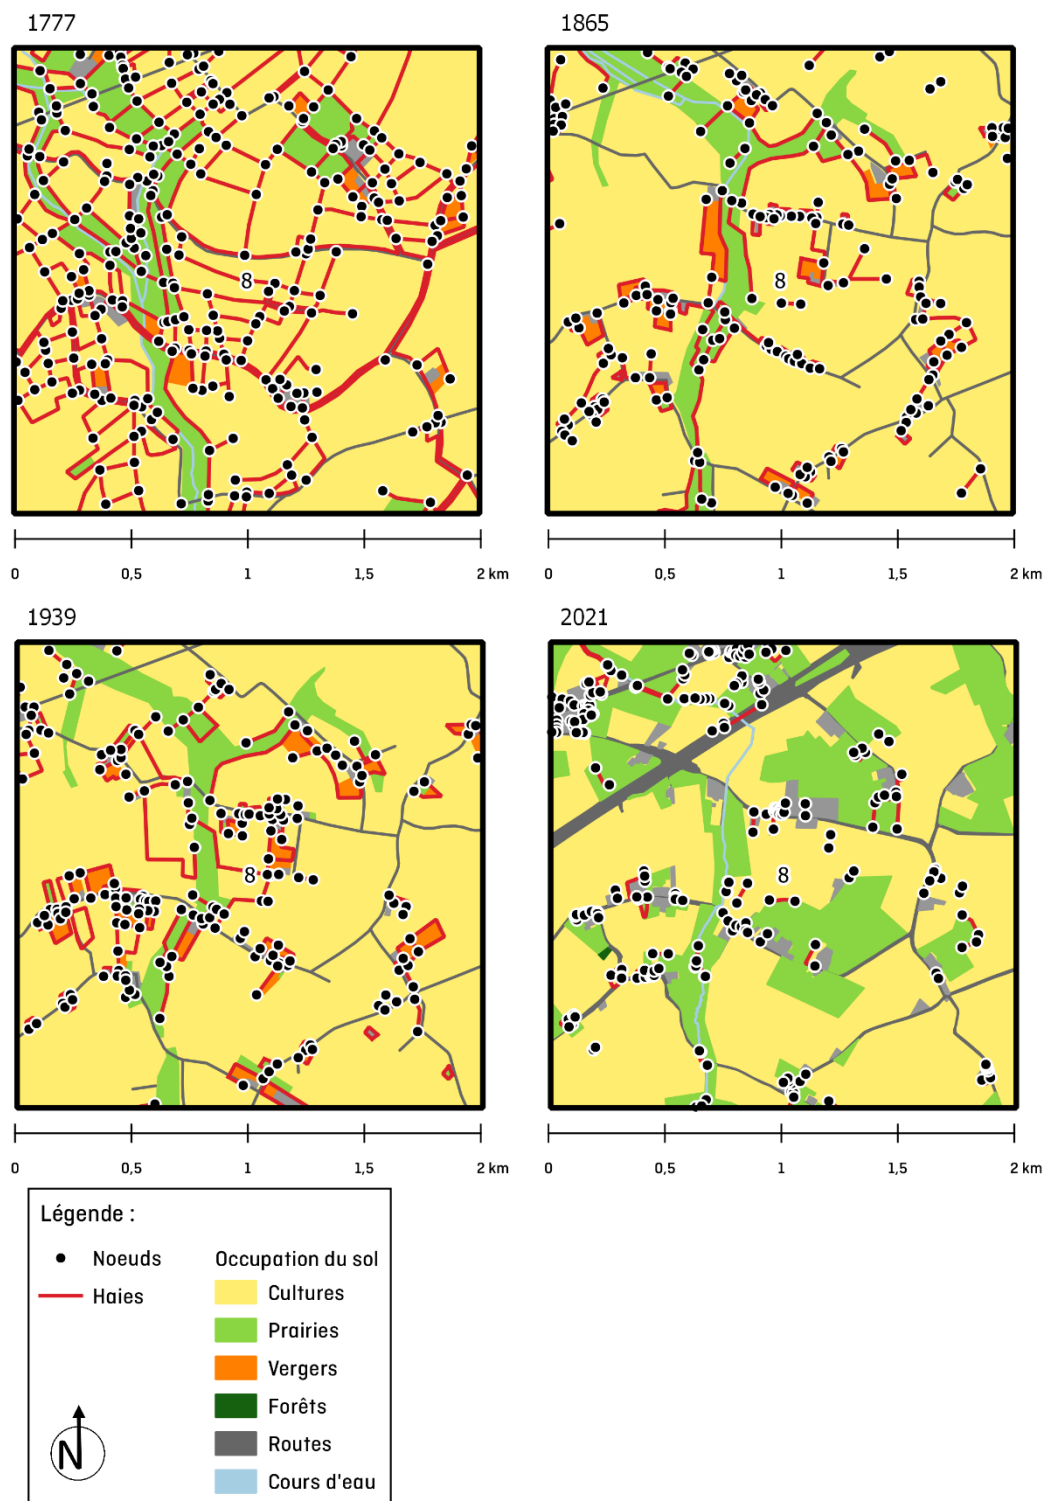 1777
1865
8
8
0 0,5 1 1,5 2 km
0 0,5 1 1,5 2 km
1939
2021
8
8
0 0,5 1 1,5 2 km
0 0,5 1 1,5 2 km
Légende :
Noeuds
Haies
Occupation du sol
Cultures
Prairies
Vergers
Forêts
Routes
Cours d'eau
N